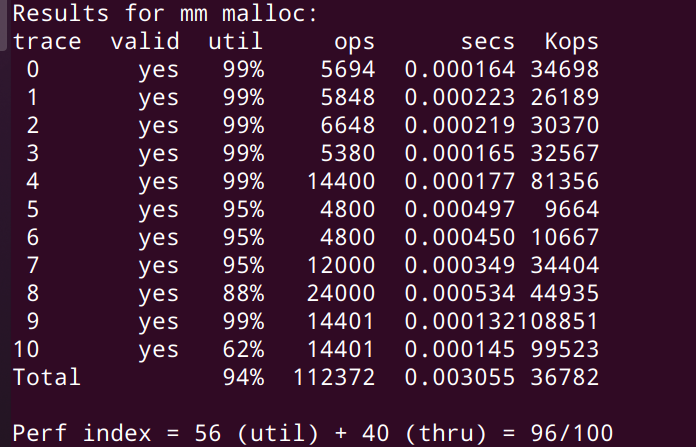 Results for mm malloc:
trace  valid  util     ops      secs  Kops
 0       yes   99%    5694  0.000164 34698
 1       yes   99%    5848  0.000223 26189
 2       yes   99%    6648  0.000219 30370
 3       yes   99%    5380  0.000165 32567
 4       yes   99%   14400  0.000177 81356
 5       yes   95%    4800  0.000497  9664
 6       yes   95%    4800  0.000450 10667
 7       yes   95%   12000  0.000349 34404
 8       yes   88%   24000  0.000534 44935
 9       yes   99%   14401  0.000132108851
10       yes   62%   14401  0.000145 99523
Total          94%  112372  0.003055 36782
Perf index = 56 (util) + 40 (thru) = 96/100